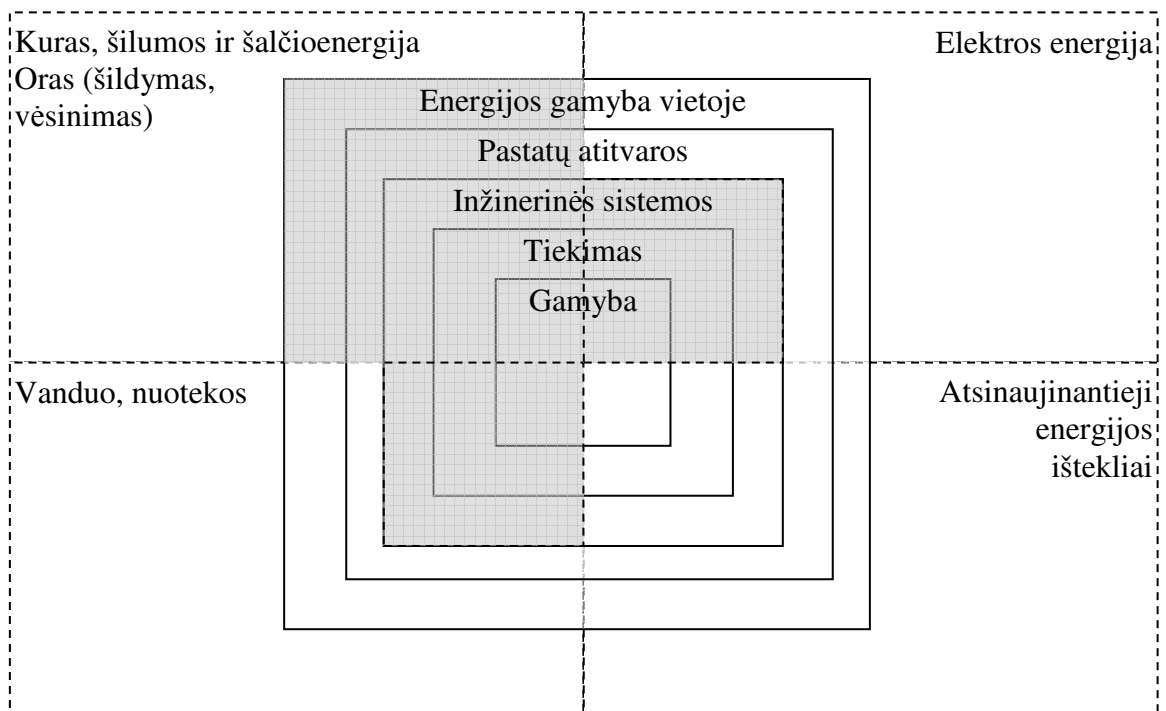 Kuras, šilumos ir šalčioenergija
Oras (šildymas,
vėsinimas)
Elektros energija
Energijos gamyba vietoje
Pastatų atitvaros
Inžinerinės sistemos
Tiekimas
Gamyba
Vanduo, nuotekos
Atsinaujinantieji
energijos
ištekliai